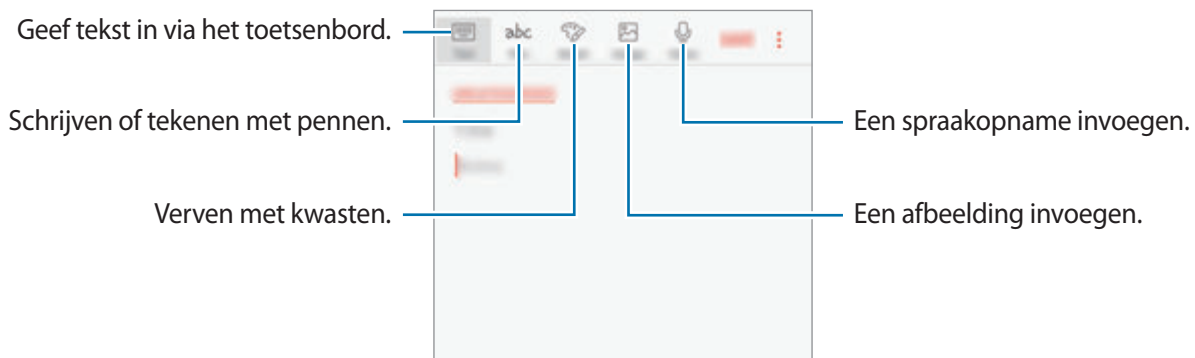 Geef tekst in via het toetsenbord.
abc
Schrijven of tekenen met pennen.
Een spraakopname invoegen.
Verven met kwasten.
Een afbeelding invoegen.